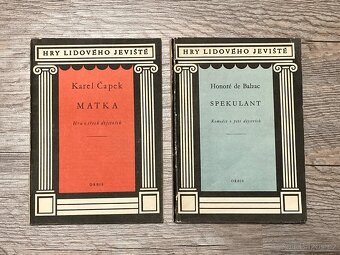 HRY LIDOVÉHO JEVIŠTĚ
Karel Čapek
MATKA
Hra o třech dějstvích
ORBIS
HRY LIDOVÉHO JEVIŠTĚ
Honoré de Balzac
SPEKULANT
Komedie v pěti dějstvích
ORBIS